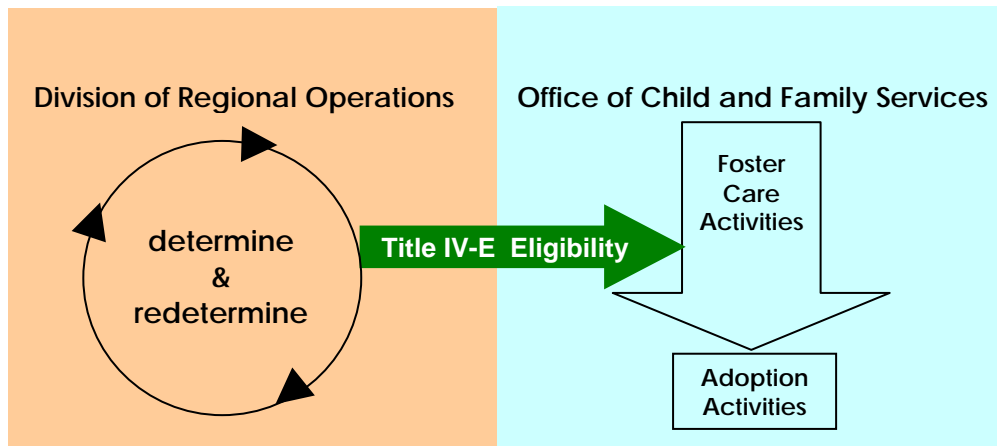 Division of Regional Operations
determine
&
redetermine
Title IV-E Eligibility
Office of Child and Family Services
Foster
Care
Activities
Adoption
Activities